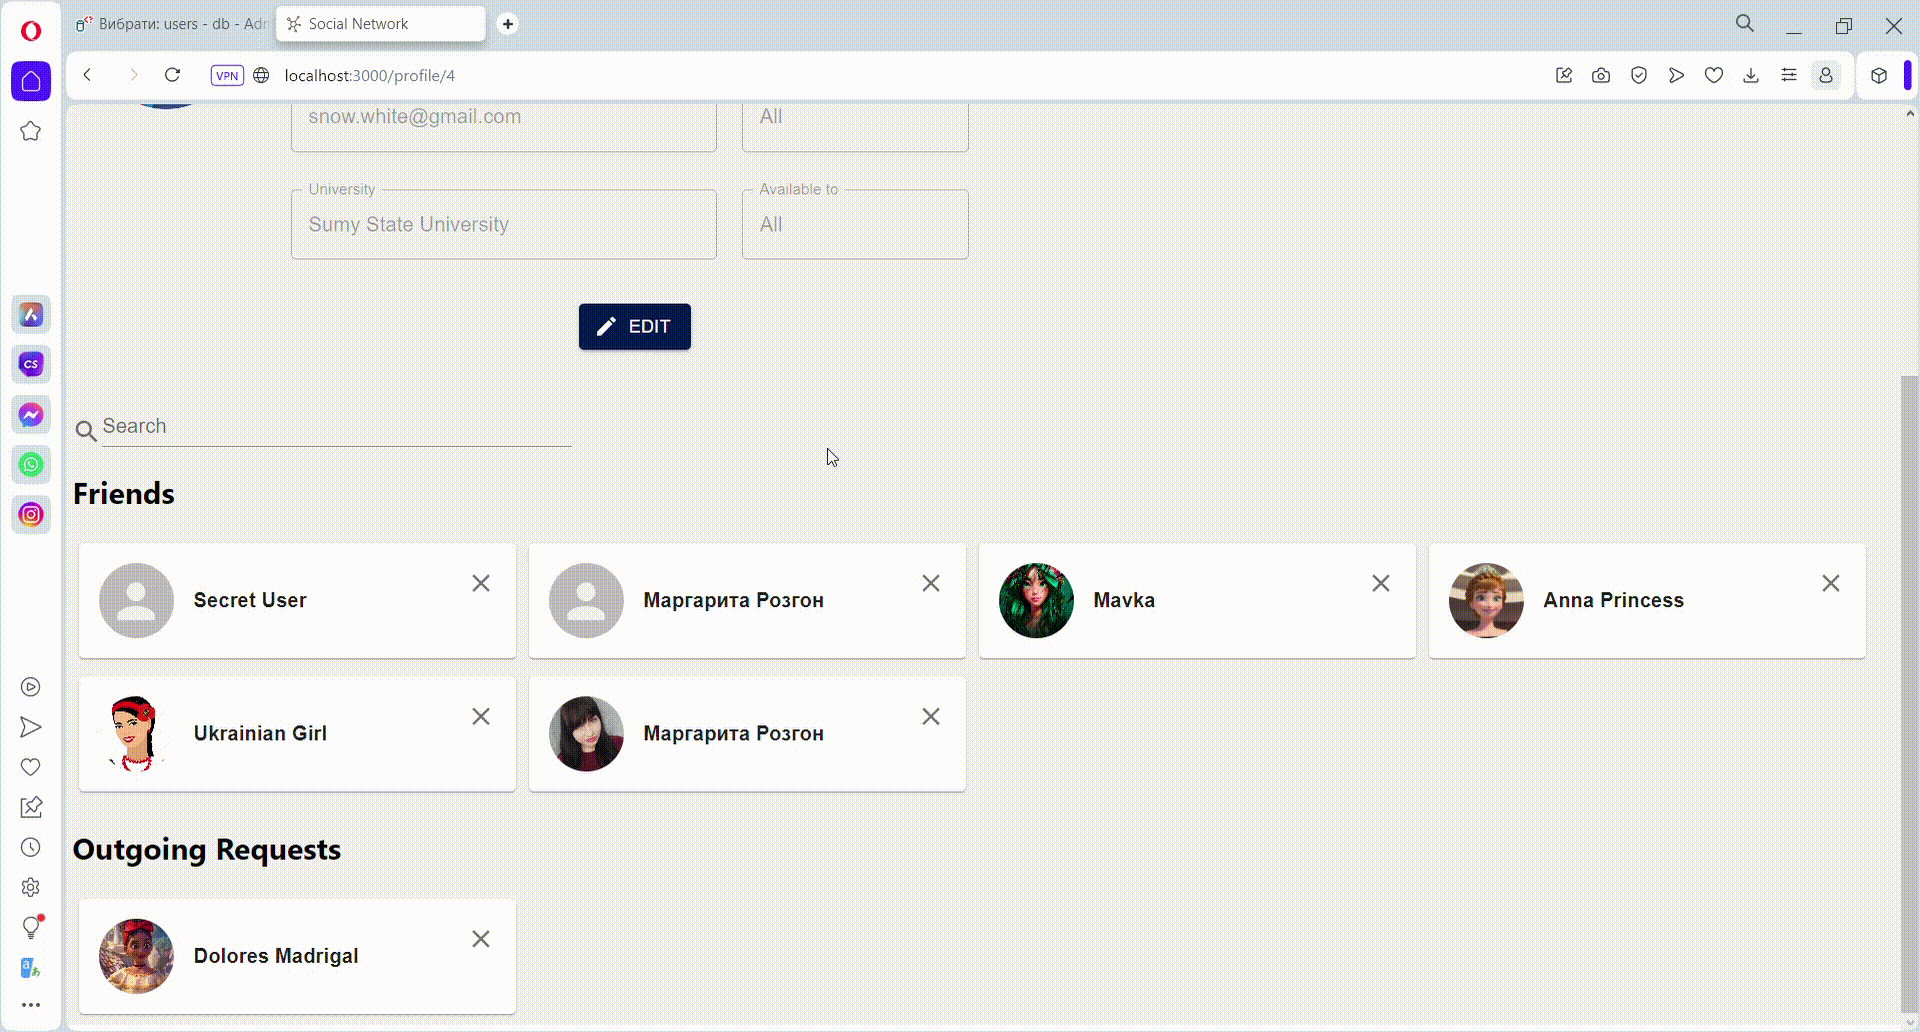 Вибрати: users - db - Adm
Social Network
VPN
localhost:3000/profile/4
snow.white@gmail.com
All
University
Sumy State University
Available to
All
EDIT
Search
Friends
Secret User
Маргарита Розгон
Mavka
Anna Princess
Ukrainian Girl
Маргарита Розгон
Outgoing Requests
Dolores Madrigal
CS